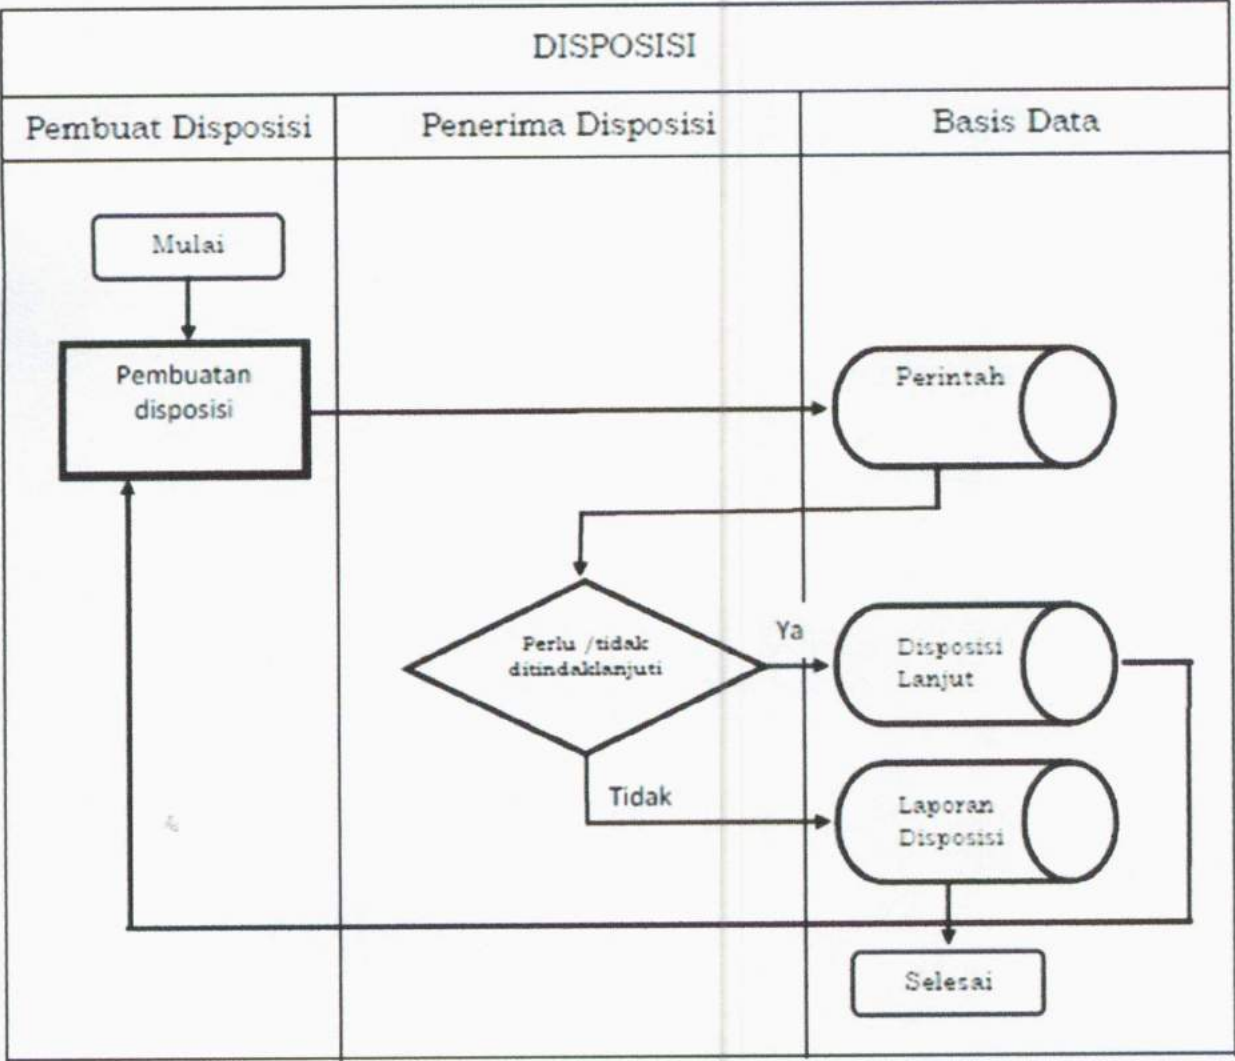 DISPOSISI
Pembuat Disposisi
Penerima Disposisi
Basis Data
Mulai
Pembuatan
disposisi
Perintah
Perlu /tidak
ditindaklanjuti
Ya
Disposisi
Lanjut
Tidak
Laporan
Disposisi
Selesai